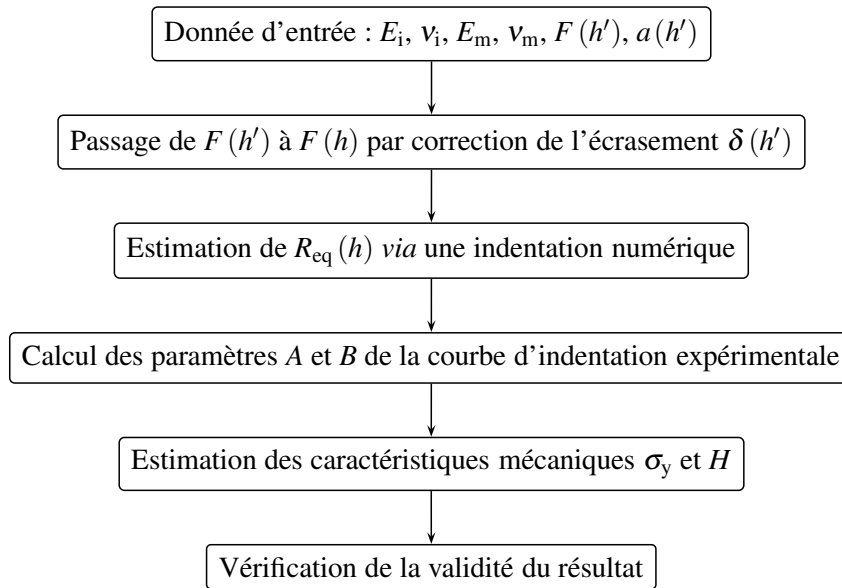 Donnée d'entrée : E_i, ν_i, E_m, ν_m, F (h′), a (h′)
Passage de F (h′) à F (h) par correction de l'écrasement δ (h′)
Estimation de R_eq (h) via une indentation numérique
Calcul des paramètres A et B de la courbe d'indentation expérimentale
Estimation des caractéristiques mécaniques σ_y et H
Vérification de la validité du résultat